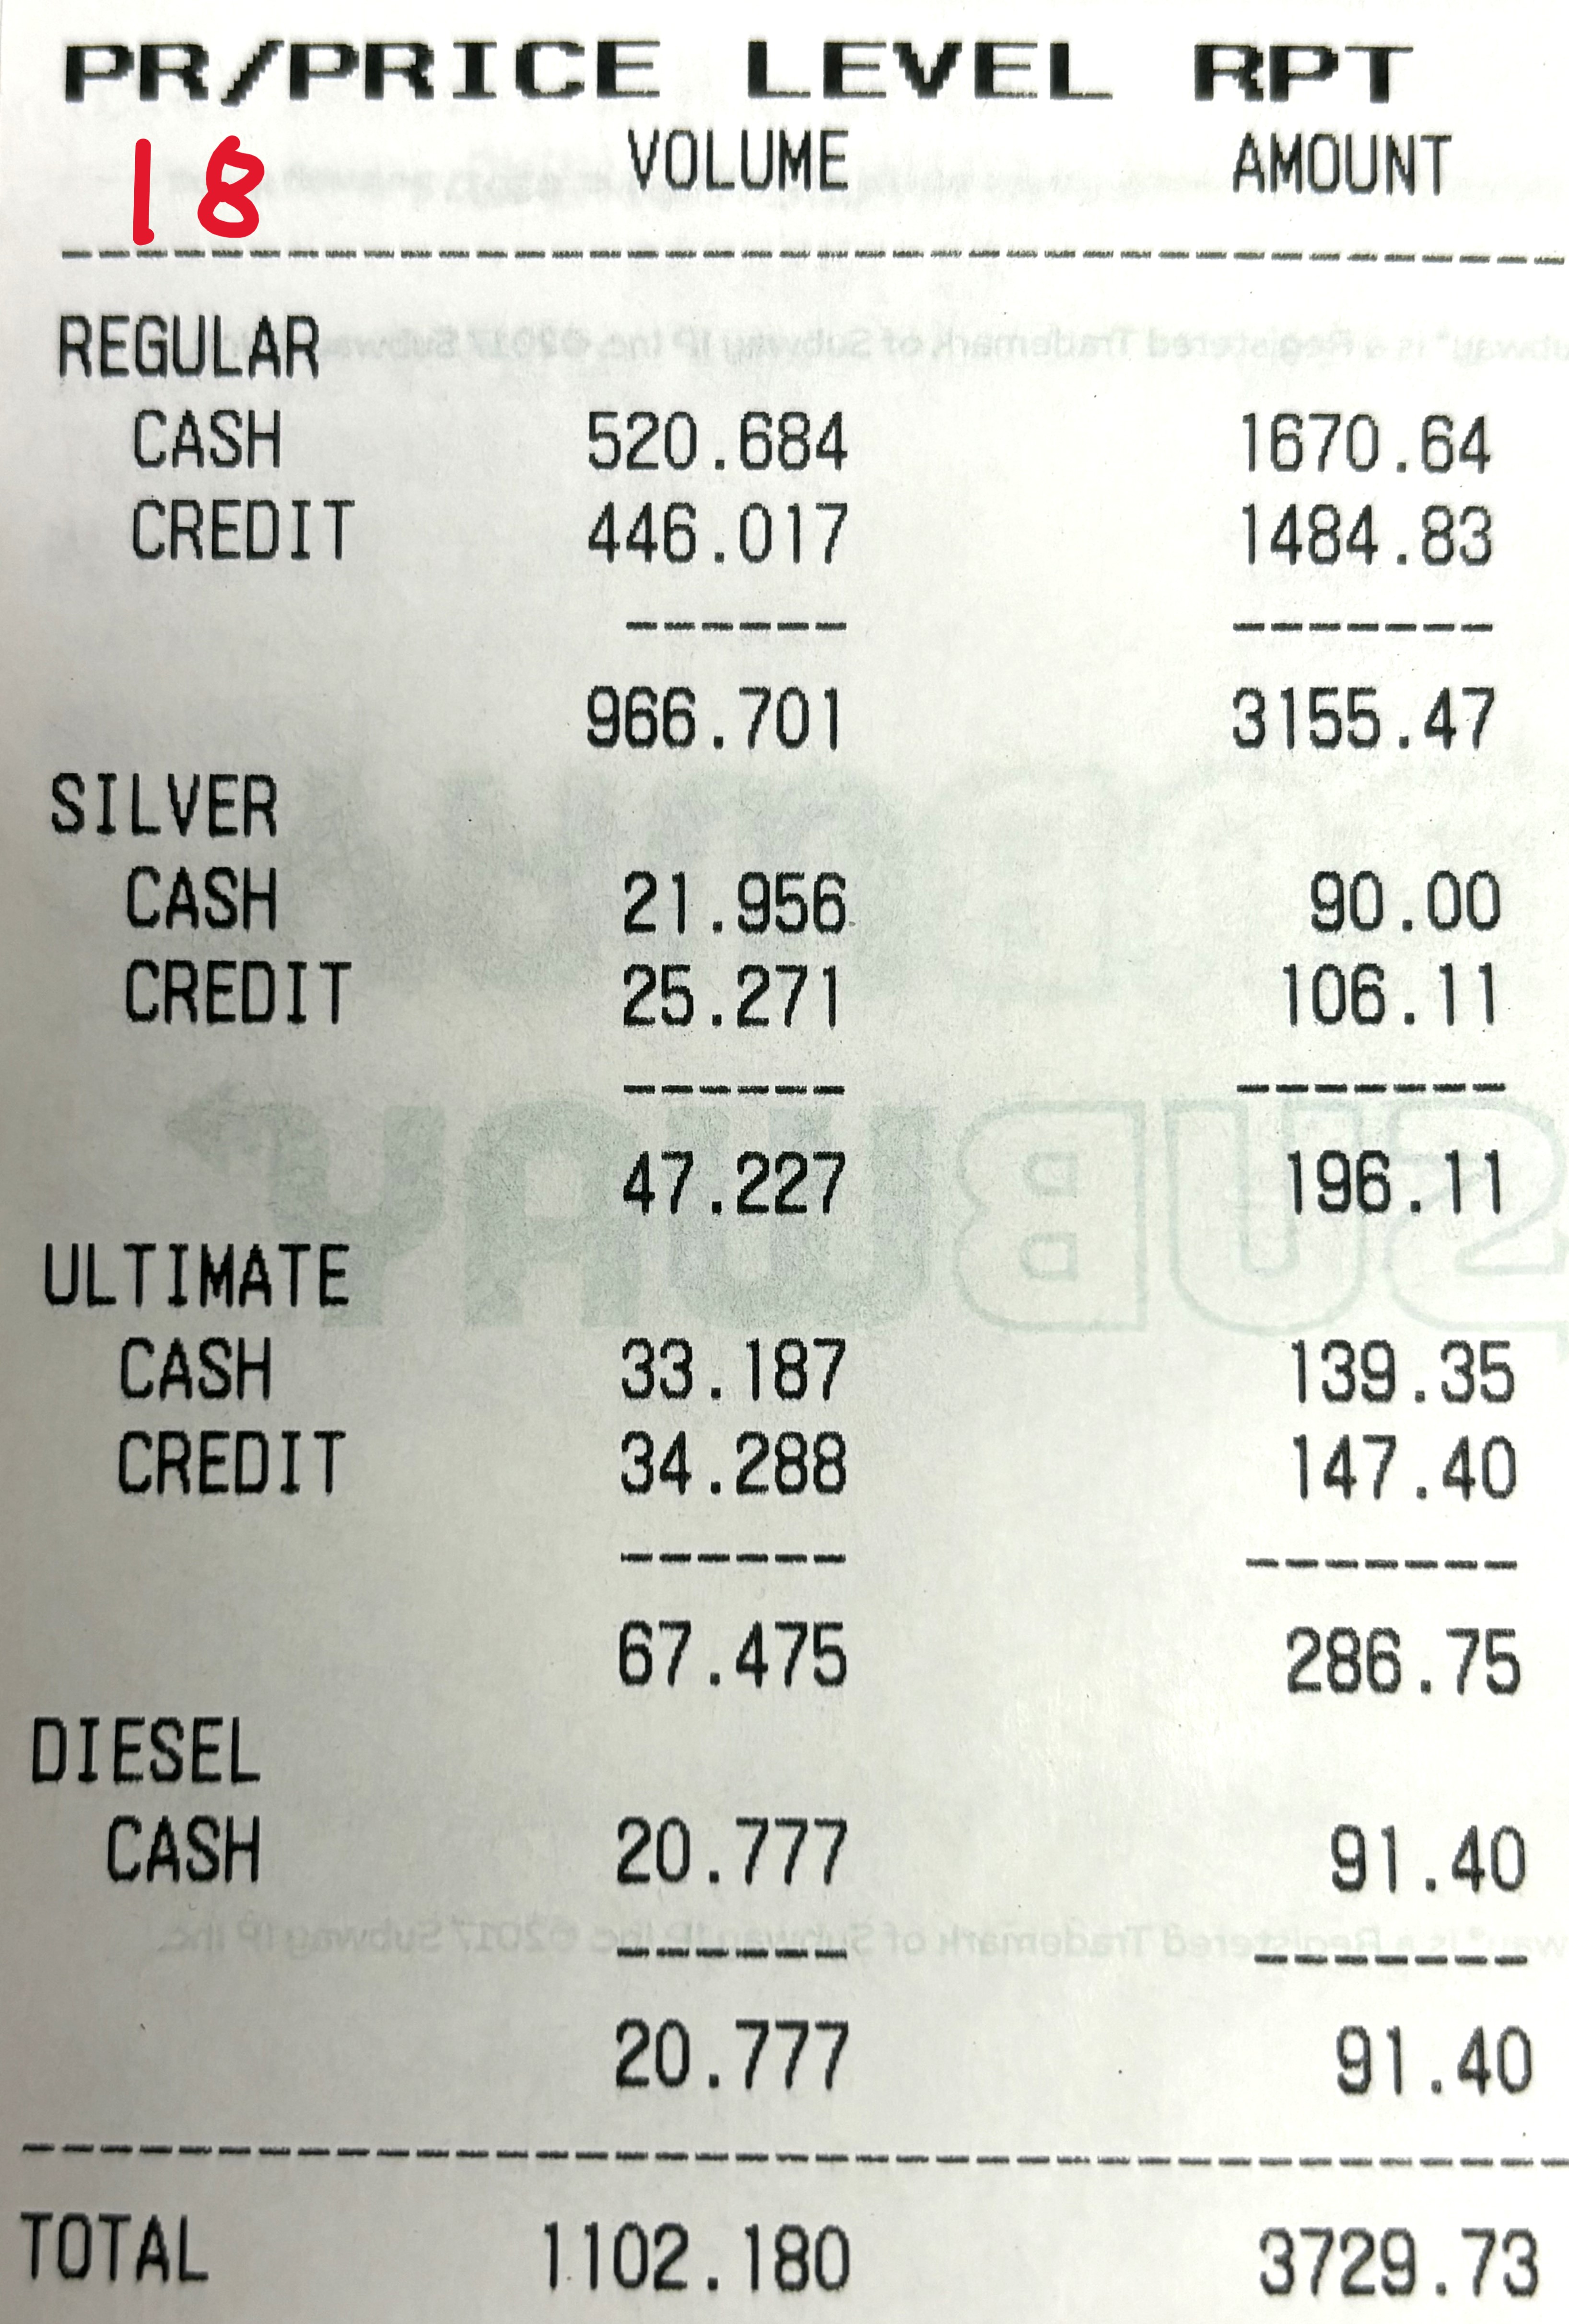 PR/PRICE LEVEL RPT
18 VOLUME AMOUNT
REGULAR
CASH 520.684 1670.64
CREDIT 446.017 1484.83
966.701 3155.47
SILVER
CASH 21.956 90.00
CREDIT 25.271 106.11
47.227 196.11
ULTIMATE
CASH 33.187 139.35
CREDIT 34.288 147.40
67.475 286.75
DIESEL
CASH 20.777 91.40
20.777 91.40
TOTAL 1102.180 3729.73